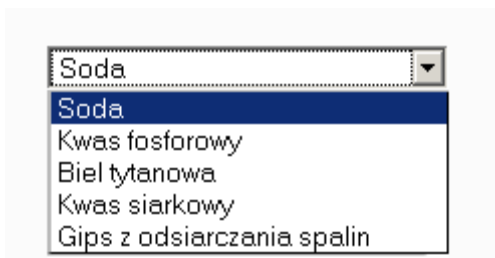 Soda
Soda
Kwas fosforowy
Biel tytanowa
Kwas siarkowy
Gips z odsiarczania spalin